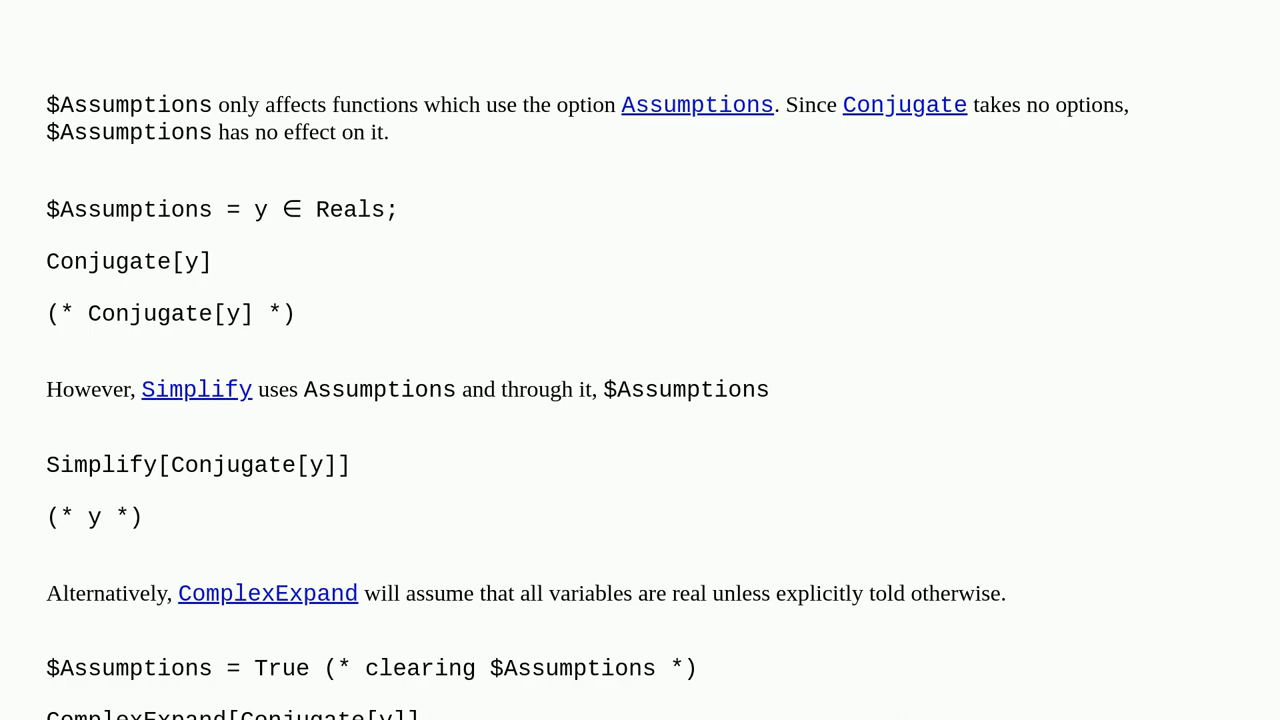 $Assumptions only affects functions which use the option Assumptions. Since Conjugate takes no options,
$Assumptions has no effect on it.
$Assumptions = y ∈ Reals;
Conjugate[y]
(* Conjugate[y] *)
However, Simplify uses Assumptions and through it, $Assumptions
Simplify[Conjugate[y]]
(* y *)
Alternatively, ComplexExpand will assume that all variables are real unless explicitly told otherwise.
$Assumptions = True (* clearing $Assumptions *)
ComplexExpand[Conjugate[y]]